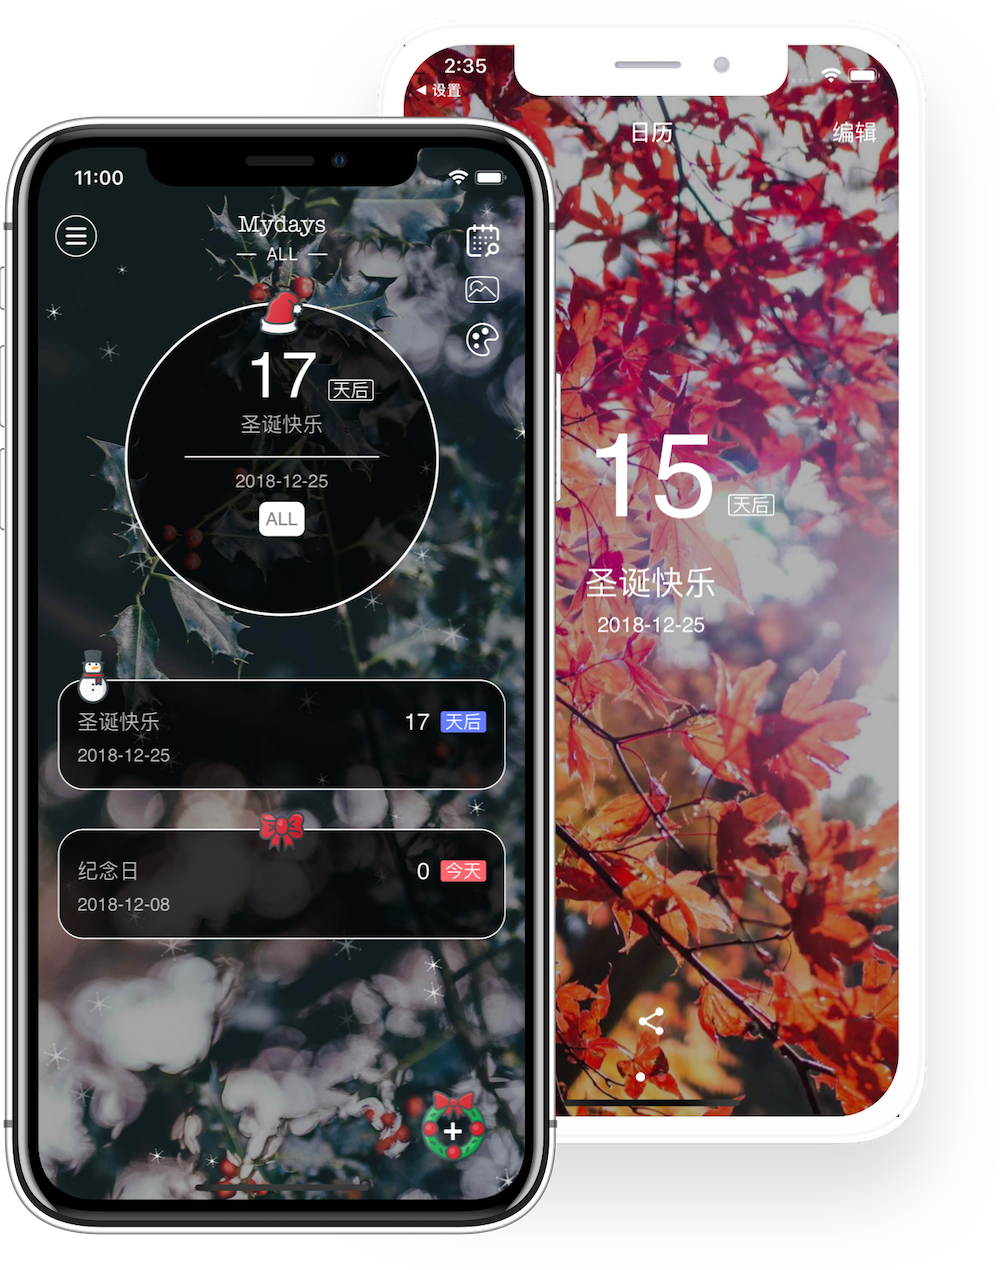 2:35
◀ 设置
日历
编辑
15 天后
圣诞快乐
2018-12-25
11:00
Mydays
— ALL —
17 天后
圣诞快乐
2018-12-25
ALL
圣诞快乐
17 天后
2018-12-25
纪念日
0 今天
2018-12-08